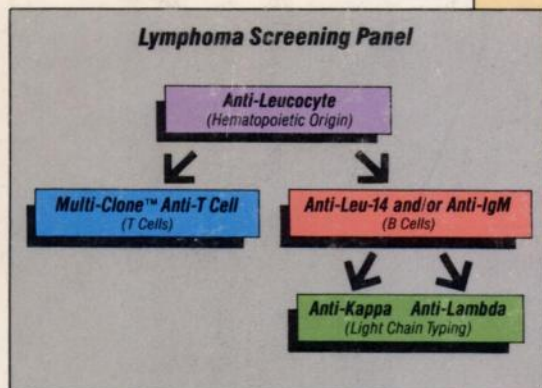 Lymphoma Screening Panel
Anti-Leucocyte
(Hematopoietic Origin)
Multi-Clone™ Anti-T Cell
(T Cells)
Anti-Leu-14 and/or Anti-IgM
(B Cells)
Anti-Kappa Anti-Lambda
(Light Chain Typing)